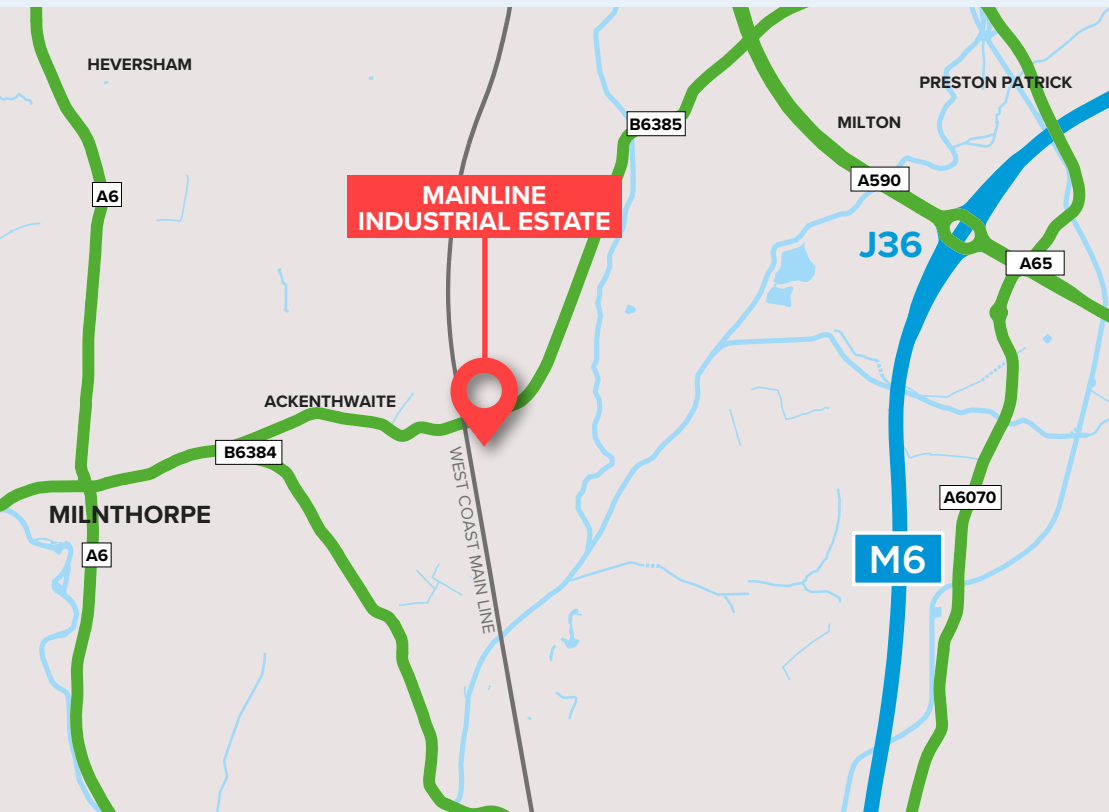 HEVERSHAM
PRESTON PATRICK
MILTON
B6385
A590
A6
MAINLINE
INDUSTRIAL ESTATE
J36
A65
ACKENTHWAITE
B6384
A6070
MILNTHORPE
WEST COAST MAIN LINE
A6
M6